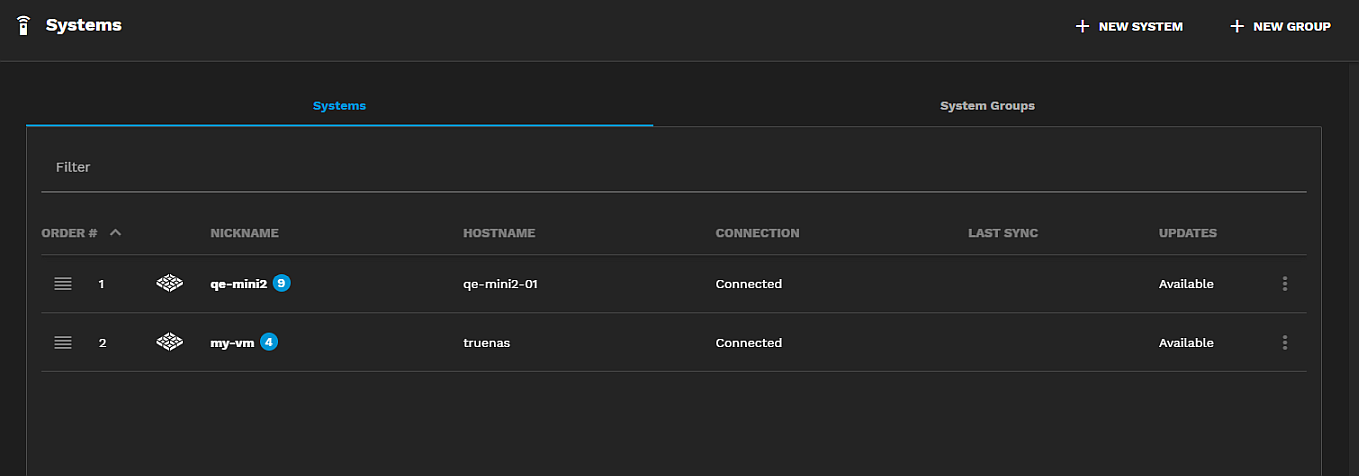 Systems
+ NEW SYSTEM + NEW GROUP
Systems System Groups
Filter
ORDER # NICKNAME HOSTNAME CONNECTION LAST SYNC UPDATES
1 qe-mini2 9 qe-mini2-01 Connected Available
2 my-vm 4 truenas Connected Available